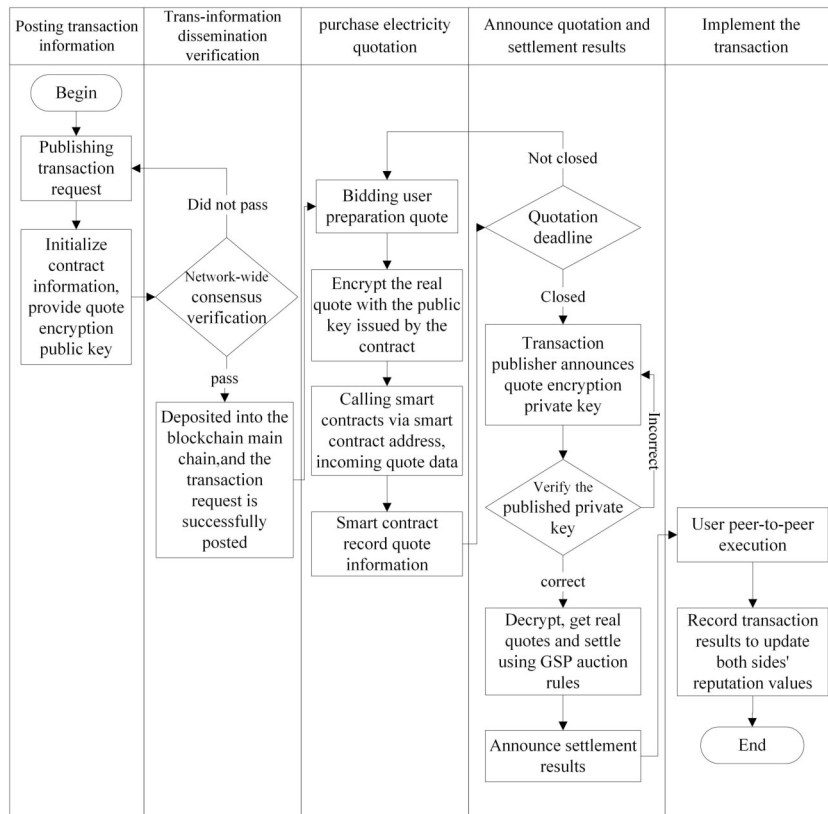 Posting transaction
information
Trans-information
dissemination
verification
purchase electricity
quotation
Announce quotation and
settlement results
Implement the
transaction
Begin
Publishing
transaction
request
Initialize
contract
information,
provide quote
encryption
public key
Did not pass
Network-wide
consensus
verification
pass
Deposited into the
blockchain main
chain,and the
transaction
request is
successfully
posted
Bidding user
preparation quote
Encrypt the real
quote with the public
key issued by the
contract
Calling smart
contracts via smart
contract address,
incoming quote data
Smart contract
record quote
information
Not closed
Quotation
deadline
Closed
Transaction
publisher announces
quote encryption
private key
Incorrect
Verify the
published private
key
correct
Decrypt, get real
quotes and settle
using GSP auction
rules
Announce settlement
results
User peer-to-peer
execution
Record transaction
results to update
both sides'
reputation values
End